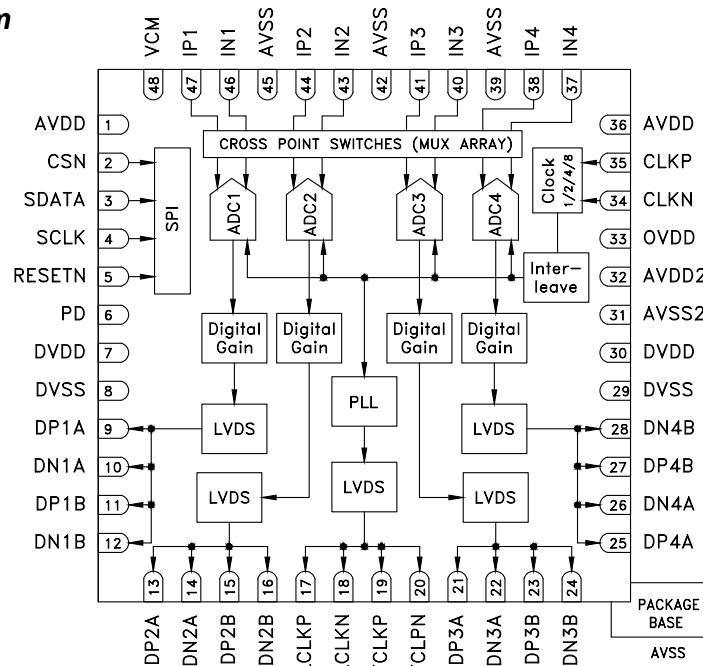 n
VCM IP1 IN1 AVSS IP2 IN2 AVSS IP3 IN3 AVSS IP4 IN4
48 47 46 45 44 43 42 41 40 39 38 37
AVDD 1
CSN 2
SDATA 3
SCLK 4
RESETN 5
PD 6
DVDD 7
DVSS 8
DP1A 9
DN1A 10
DP1B 11
DN1B 12
CROSS POINT SWITCHES (MUX ARRAY)
SPI
ADC1 ADC2 ADC3 ADC4
Clock
1/2/4/8
Inter-
leave
Digital
Gain
Digital
Gain
Digital
Gain
Digital
Gain
PLL
LVDS
LVDS
LVDS
LVDS
LVDS
36 AVDD
35 CLKP
34 CLKN
33 OVDD
32 AVDD2
31 AVSS2
30 DVDD
29 DVSS
28 DN4B
27 DP4B
26 DN4A
25 DP4A
13 14 15 16 17 18 19 20 21 22 23 24
DP2A DN2A DP2B DN2B CLKP CLKN CLKP CLPN DP3A DN3A DP3B DN3B
PACKAGE
BASE
AVSS